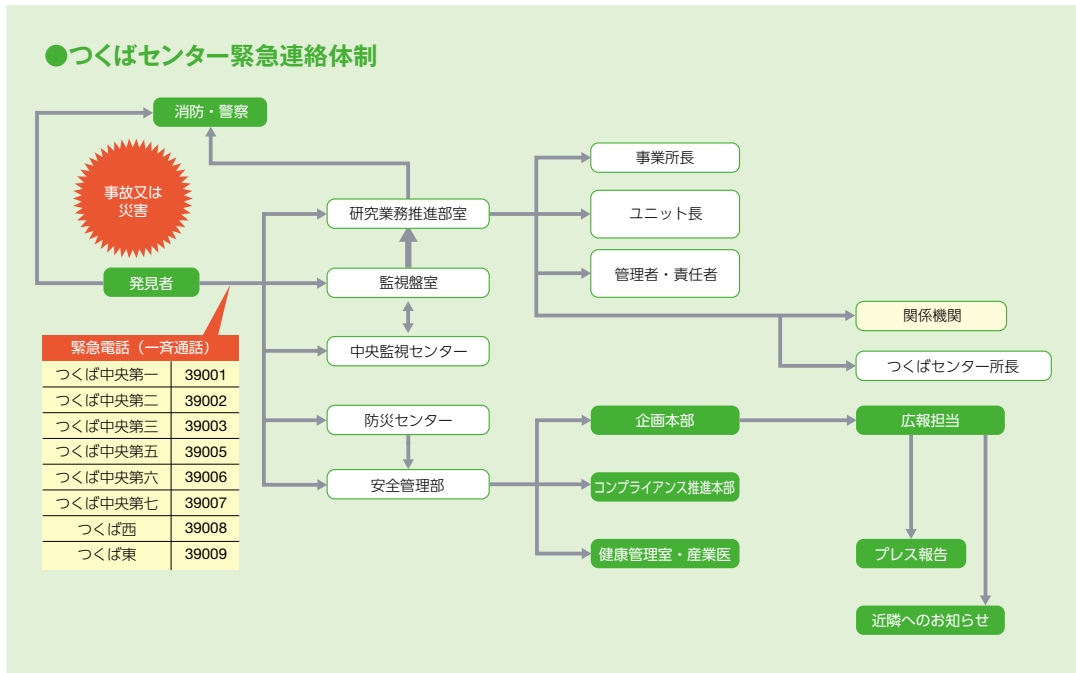 ●つくばセンター緊急連絡体制
消防・警察
事故又は
災害
発見者
研究業務推進部室
監視盤室
中央監視センター
防災センター
安全管理部
事業所長
ユニット長
管理者・責任者
関係機関
つくばセンター所長
企画本部
広報担当
コンプライアンス推進本部
健康管理室・産業医
プレス報告
近隣へのお知らせ
緊急電話（一斉通話）
つくば中央第一 39001
つくば中央第二 39002
つくば中央第三 39003
つくば中央第五 39005
つくば中央第六 39006
つくば中央第七 39007
つくば西 39008
つくば東 39009